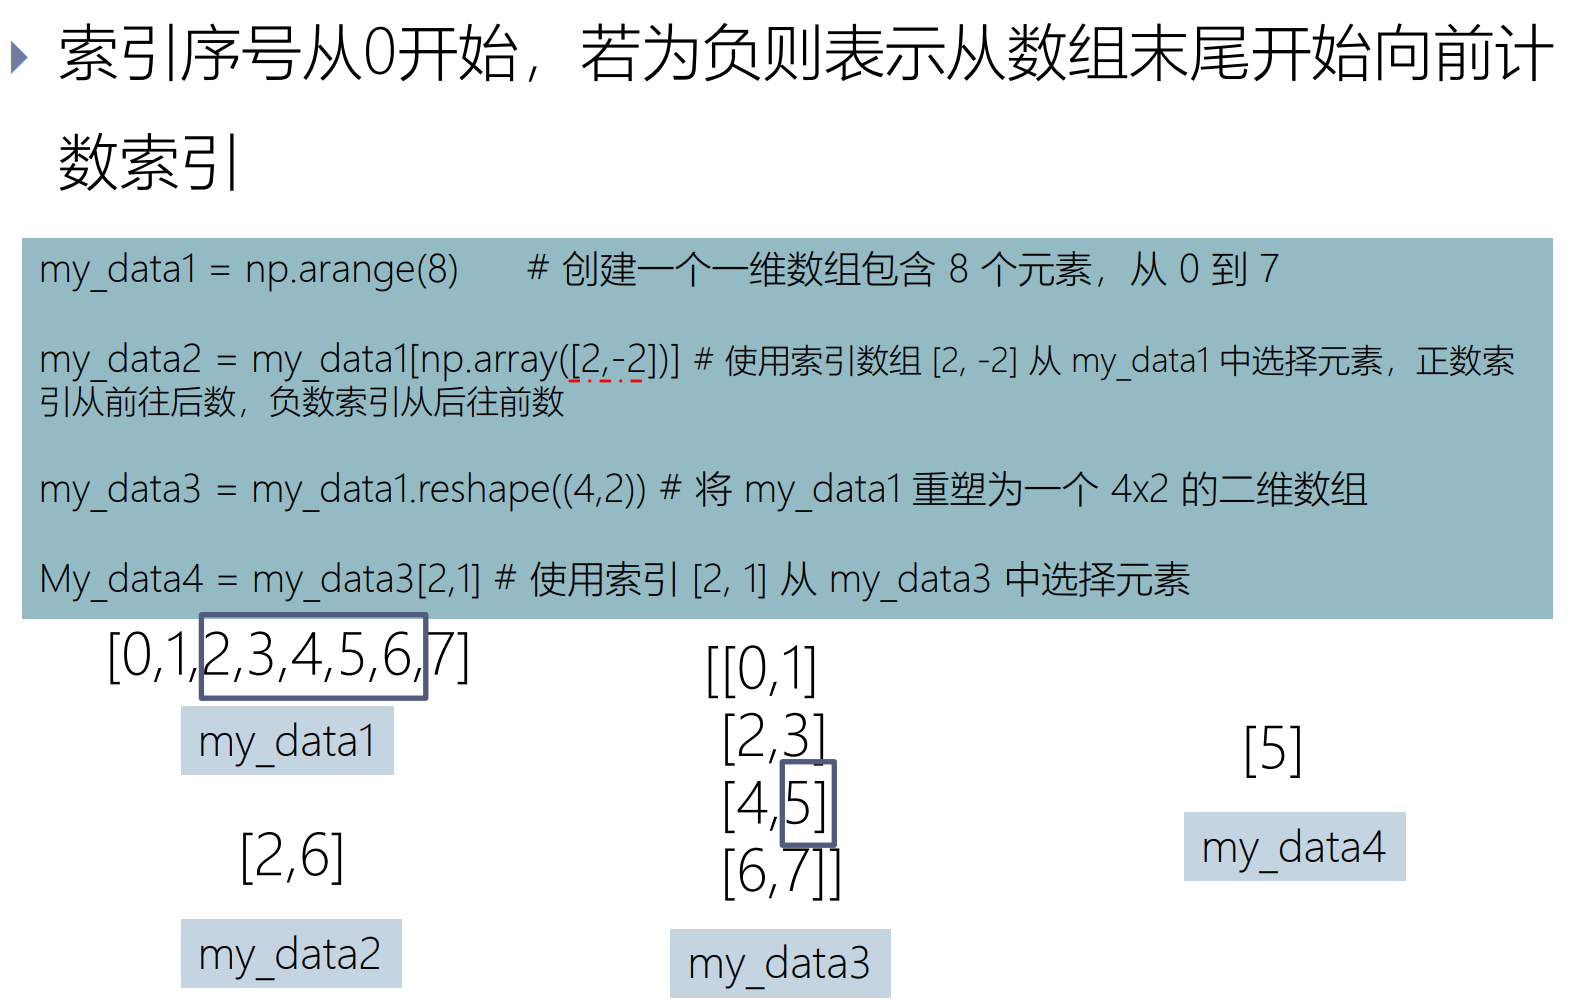 索引序号从0开始，若为负则表示从数组末尾开始向前计
数索引
my_data1 = np.arange(8) # 创建一个一维数组包含 8 个元素，从 0 到 7
my_data2 = my_data1[np.array([2,-2])] # 使用索引数组 [2, -2] 从 my_data1 中选择元素，正数索
引从前往后数，负数索引从后往前数
my_data3 = my_data1.reshape((4,2)) # 将 my_data1 重塑为一个 4x2 的二维数组
My_data4 = my_data3[2,1] # 使用索引 [2, 1] 从 my_data3 中选择元素
[0,1,2,3,4,5,6,7]
my_data1
[2,6]
my_data2
[[0,1]
[2,3]
[4,5]
[6,7]]
my_data3
[5]
my_data4